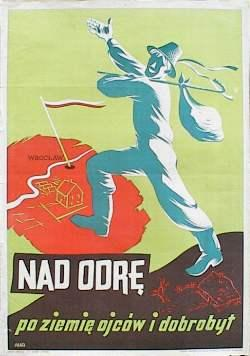 WROCŁAW
NAD ODRĘ
po ziemię ojców i dobrobyt